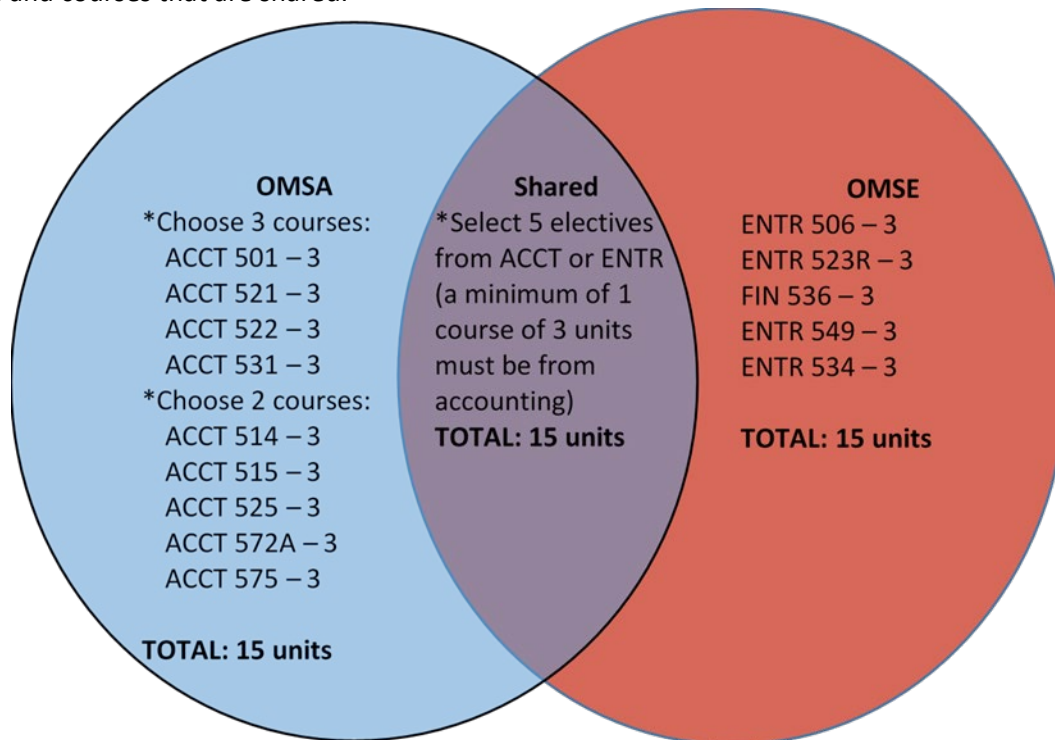 and courses that are shared.
OMSA
*Choose 3 courses:
ACCT 501 – 3
ACCT 521 – 3
ACCT 522 – 3
ACCT 531 – 3
*Choose 2 courses:
ACCT 514 – 3
ACCT 515 – 3
ACCT 525 – 3
ACCT 572A – 3
ACCT 575 – 3
TOTAL: 15 units
Shared
*Select 5 electives
from ACCT or ENTR
(a minimum of 1
course of 3 units
must be from
accounting)
TOTAL: 15 units
OMSE
ENTR 506 – 3
ENTR 523R – 3
FIN 536 – 3
ENTR 549 – 3
ENTR 534 – 3
TOTAL: 15 units